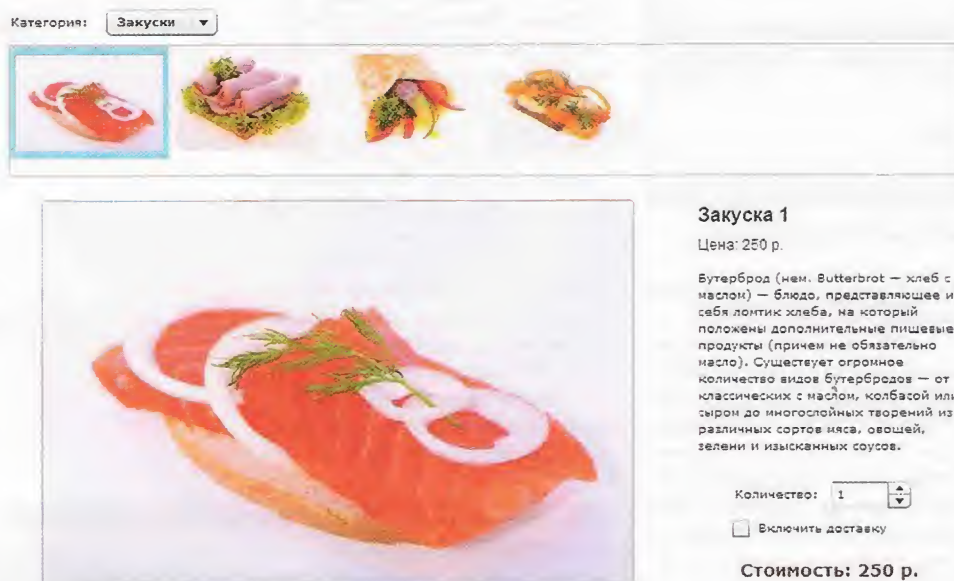 Категория: Закуски
Закуска 1
Цена: 250 р.
Бутерброд (нем. Butterbrot — хлеб с
маслом) — блюдо, представляющее и
себя ломтик хлеба, на который
положены дополнительные пищевые
продукты (причем не обязательно
масло). Существует огромное
количество видов бутербродов — от
классических с маслом, колбасой или
сыром до многослойных творений из
различных сортов мяса, овощей,
зелени и изысканных соусов.
Количество: 1
Включить доставку
Стоимость: 250 р.